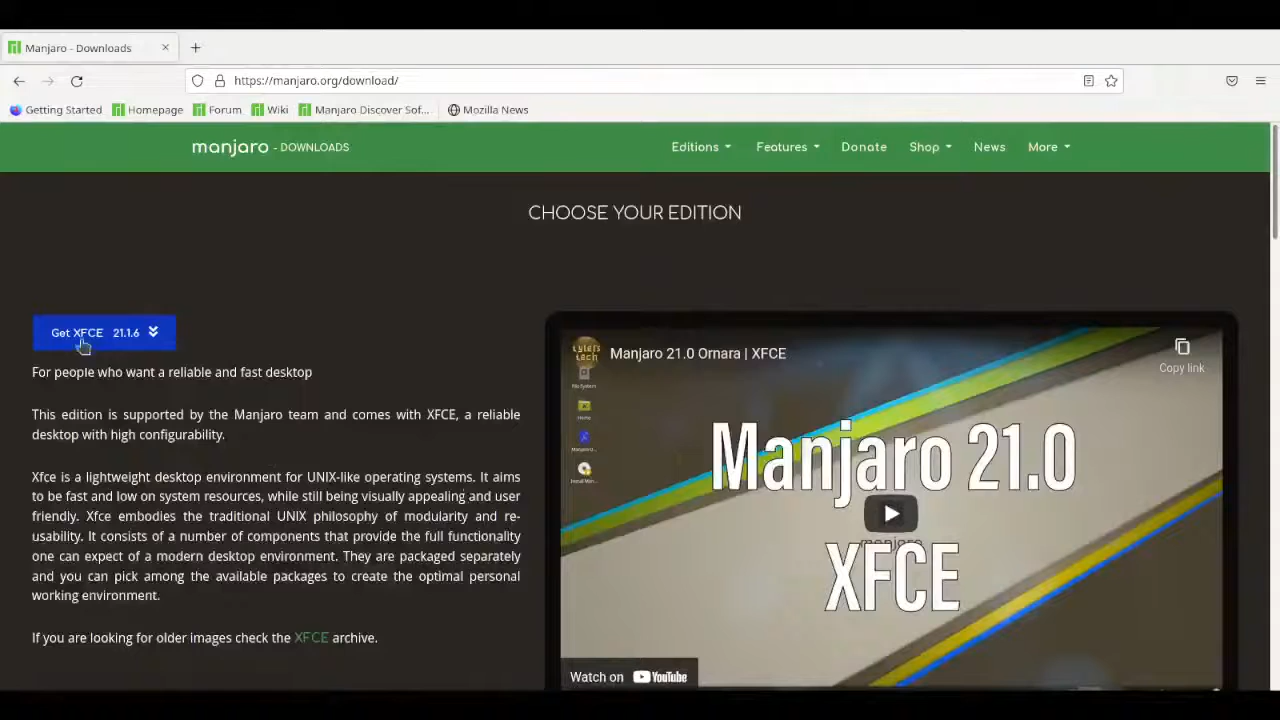 Manjaro - Downloads
https://manjaro.org/download/
Getting Started Homepage Forum Wiki Manjaro Discover Sof... Mozilla News
manjaro - DOWNLOADS Editions Features Donate Shop News More
CHOOSE YOUR EDITION
Get XFCE 21.1.6
For people who want a reliable and fast desktop
This edition is supported by the Manjaro team and comes with XFCE, a reliable
desktop with high configurability.
Xfce is a lightweight desktop environment for UNIX-like operating systems. It aims
to be fast and low on system resources, while still being visually appealing and user
friendly. Xfce embodies the traditional UNIX philosophy of modularity and re-
usability. It consists of a number of components that provide the full functionality
one can expect of a modern desktop environment. They are packaged separately
and you can pick among the available packages to create the optimal personal
working environment.
If you are looking for older images check the XFCE archive.
tyler's
tech
Manjaro 21.0 Ornara | XFCE
Copy link
File System
Home
Manjaro 21.0
XFCE
Watch on YouTube